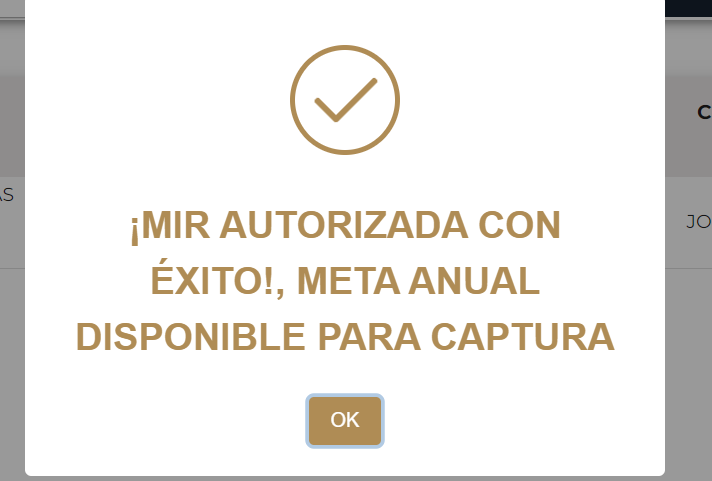 ¡MIR AUTORIZADA CON
ÉXITO!, META ANUAL
DISPONIBLE PARA CAPTURA
OK